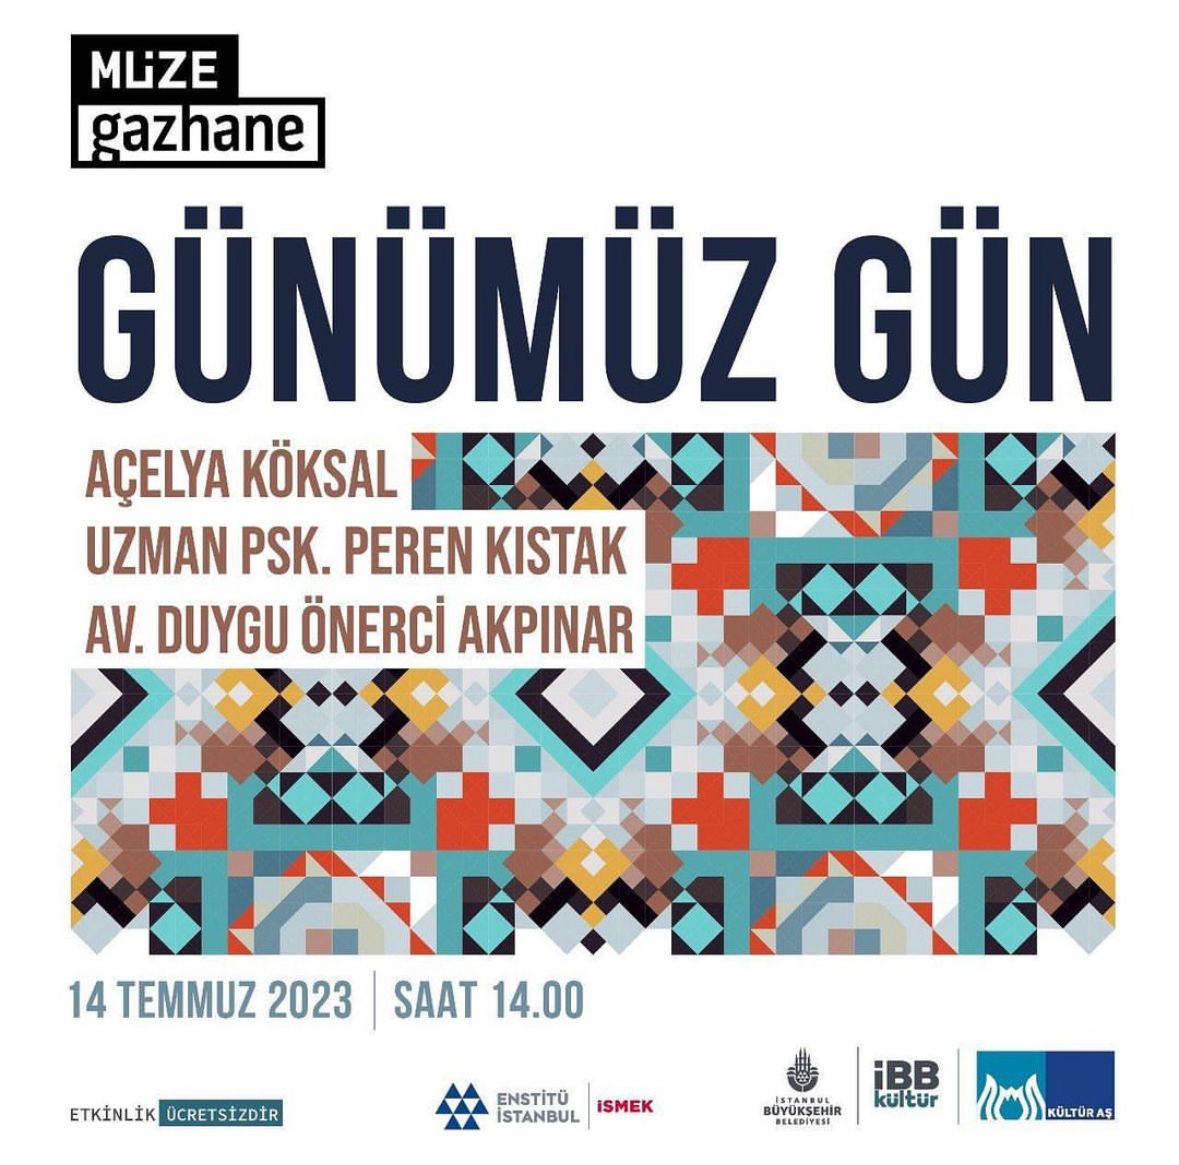 MÜZE
gazhane
GÜNÜMÜZ GÜN
AÇELYA KÖKSAL
UZMAN PSK. PEREN KISTAK
AV. DUYGU ÖNERCİ AKPINAR
14 TEMMUZ 2023 | SAAT 14.00
ETKİNLİK ÜCRETSİZDİR
ENSTİTÜ
İSTANBUL
İSMEK
İSTANBUL
BÜYÜKŞEHİR
BELEDİYESİ
iBB
kültür
KÜLTÜR AŞ